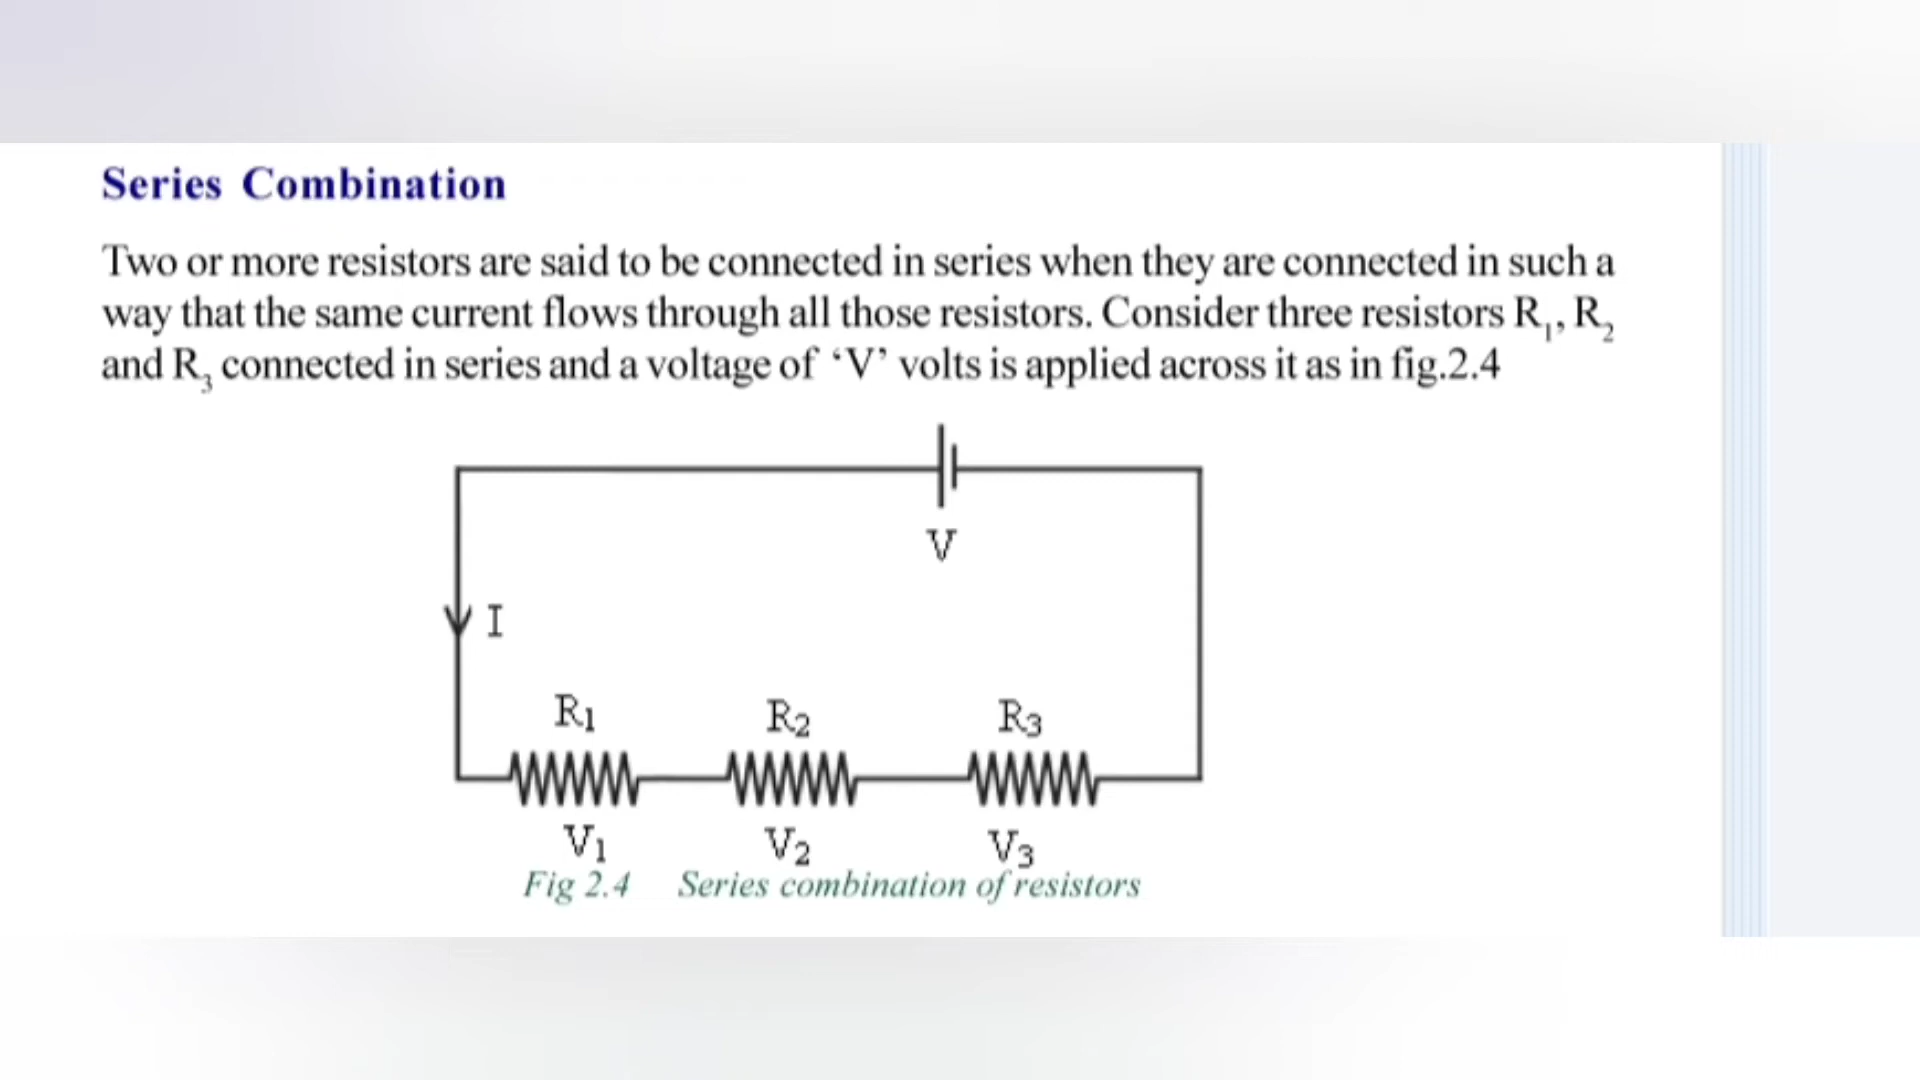 Series Combination
Two or more resistors are said to be connected in series when they are connected in such a
way that the same current flows through all those resistors. Consider three resistors R₁, R₂
and R₃ connected in series and a voltage of ‘V’ volts is applied across it as in fig.2.4
V
I
R1 R2 R3
V1 V2 V3
Fig 2.4 Series combination of resistors